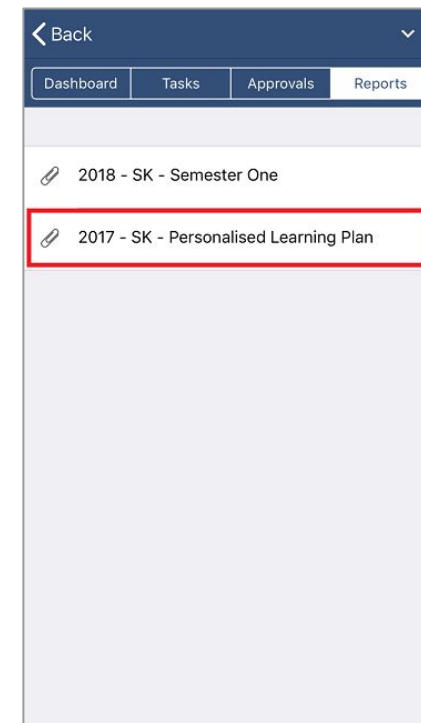 Back
Dashboard Tasks Approvals Reports
2018 - SK - Semester One
2017 - SK - Personalised Learning Plan